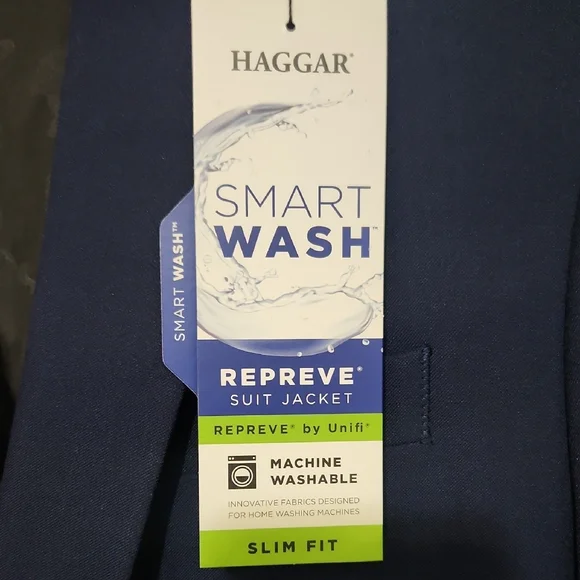 HAGGAR®
SMART
WASH™
SMART WASH™
REPREVE®
SUIT JACKET
REPREVE® by Unifi®
MACHINE
WASHABLE
INNOVATIVE FABRICS DESIGNED
FOR HOME WASHING MACHINES
SLIM FIT